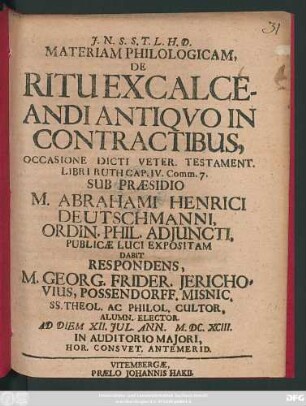 31
J. N. S. S. T. L. H. D.
MATERIAM PHILOLOGICAM,
DE
RITU EXCALCE-
ANDI ANTIQVO IN
CONTRACTIBUS,
OCCASIONE DICTI VETER. TESTAMENT.
LIBRI RUTH CAP. IV. Comm. 7.
SUB PRÆSIDIO
M. ABRAHAMI HENRICI
DEUTSCHMANNI,
ORDIN. PHIL. ADJUNCTI,
PUBLICÆ LUCI EXPOSITAM
DABIT
RESPONDENS,
M. GEORG. FRIDER. JERICHO-
VIUS, POSSENDORFF, MISNIC,
SS. THEOL. AC PHILOL, CULTOR,
ALUMN. ELECTOR.
AD DIEM XII. JUL. ANN. M. DC. XCIII.
IN AUDITORIO MAJORI,
HOR. CONSVET. ANTEMERID.
VITEMBERGÆ,
PRÆLO JOHANNIS HAKII.